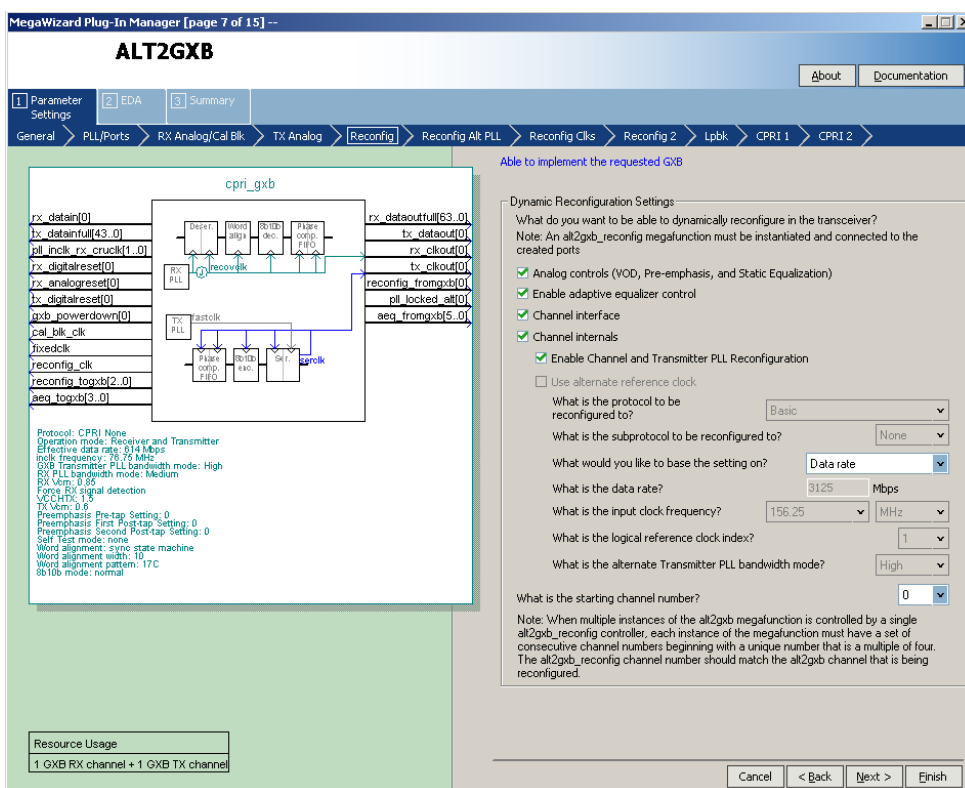 MegaWizard Plug-In Manager [page 7 of 15] --
ALT2GXB
About
Documentation
1 Parameter Settings
2 EDA
3 Summary
General
PLL/Ports
RX Analog/Cal Blk
TX Analog
Reconfig
Reconfig Alt PLL
Reconfig Clks
Reconfig 2
Lpbk
CPRI 1
CPRI 2
cpri_gxb
rx_datain[0]
tx_datainfull[43..0]
pll_inclk_rx_cruclk[1..0]
rx_digitalreset[0]
rx_analogreset[0]
tx_digitalreset[0]
gxb_powerdown[0]
cal_blk_clk
fixedclk
reconfig_clk
reconfig_togxb[2..0]
aeq_togxb[3..0]
Deser.
Word align
8b10b dec.
Phase comp. FIFO
RX PLL
recovclk
TX PLL
fastclk
Phase comp. FIFO
8b10b enc.
Ser.
serclk
rx_dataoutfull[63..0]
tx_dataout[0]
rx_clkout[0]
tx_clkout[0]
reconfig_fromgxb[0]
pll_locked_alt[0]
aeq_fromgxb[5..0]
Protocol: CPRI None
Operation mode: Receiver and Transmitter
Effective data rate: 614 Mbps
inclk frequency: 76.75 MHz
GXB Transmitter PLL bandwidth mode: High
RX PLL bandwidth mode: Medium
RX Vcm: 0.85
Force RX signal detection
VCCHTX: 1.5
TX Vcm: 0.6
Preemphasis Pre-tap Setting: 0
Preemphasis First Post-tap Setting: 0
Preemphasis Second Post-tap Setting: 0
Self Test mode: none
Word alignment: sync state machine
Word alignment width: 10
Word alignment pattern: 17C
8b10b mode: normal
Resource Usage
1 GXB RX channel + 1 GXB TX channel
Able to implement the requested GXB
Dynamic Reconfiguration Settings
What do you want to be able to dynamically reconfigure in the transceiver?
Note: An alt2gxb_reconfig megafunction must be instantiated and connected to the
created ports
Analog controls (VOD, Pre-emphasis, and Static Equalization)
Enable adaptive equalizer control
Channel interface
Channel internals
Enable Channel and Transmitter PLL Reconfiguration
Use alternate reference clock
What is the protocol to be
reconfigured to?
Basic
What is the subprotocol to be reconfigured to?
None
What would you like to base the setting on?
Data rate
What is the data rate?
3125
Mbps
What is the input clock frequency?
156.25
MHz
What is the logical reference clock index?
1
What is the alternate Transmitter PLL bandwidth mode?
High
What is the starting channel number?
0
Note: When multiple instances of the alt2gxb megafunction is controlled by a single
alt2gxb_reconfig controller, each instance of the megafunction must have a set of
consecutive channel numbers beginning with a unique number that is a multiple of four.
The alt2gxb_reconfig channel number should match the alt2gxb channel that is being
reconfigured.
Cancel
< Back
Next >
Finish